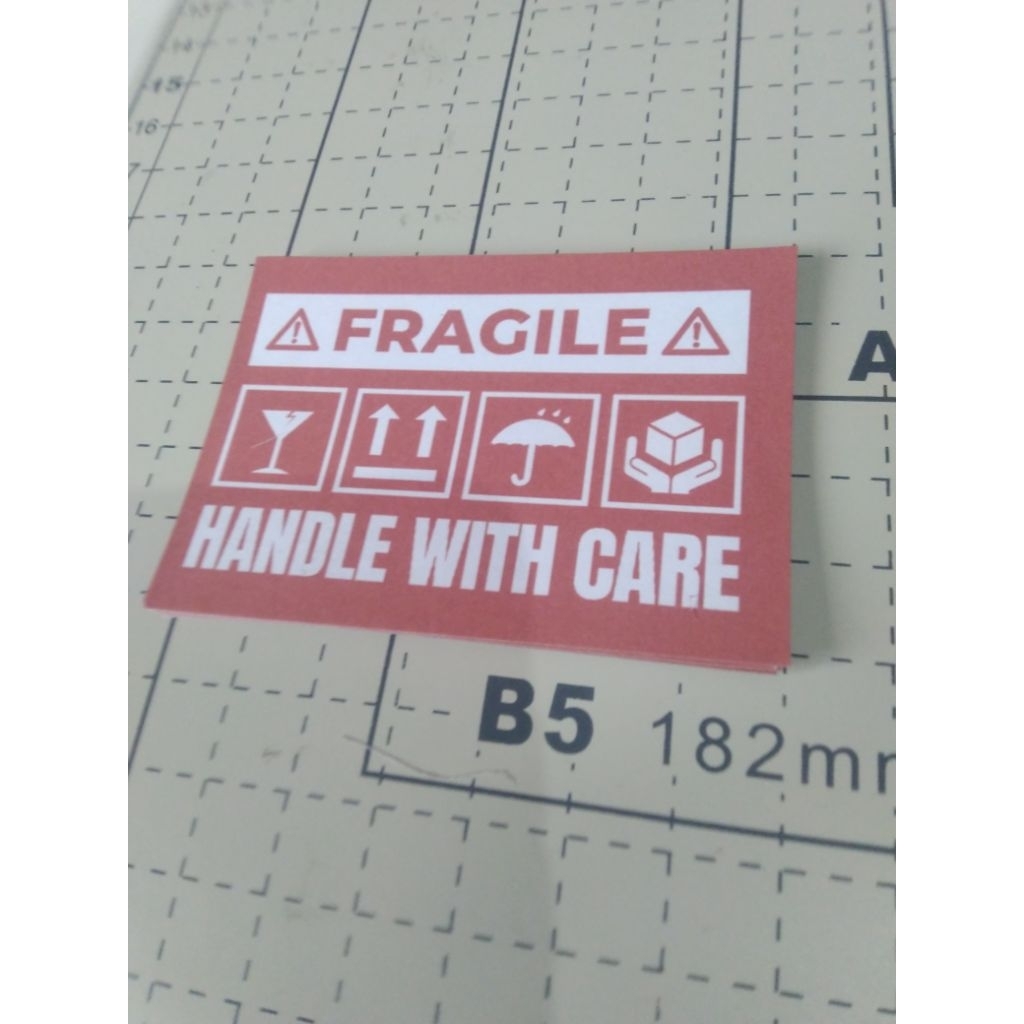 15
16
FRAGILE
A
HANDLE WITH CARE
B5 182mm